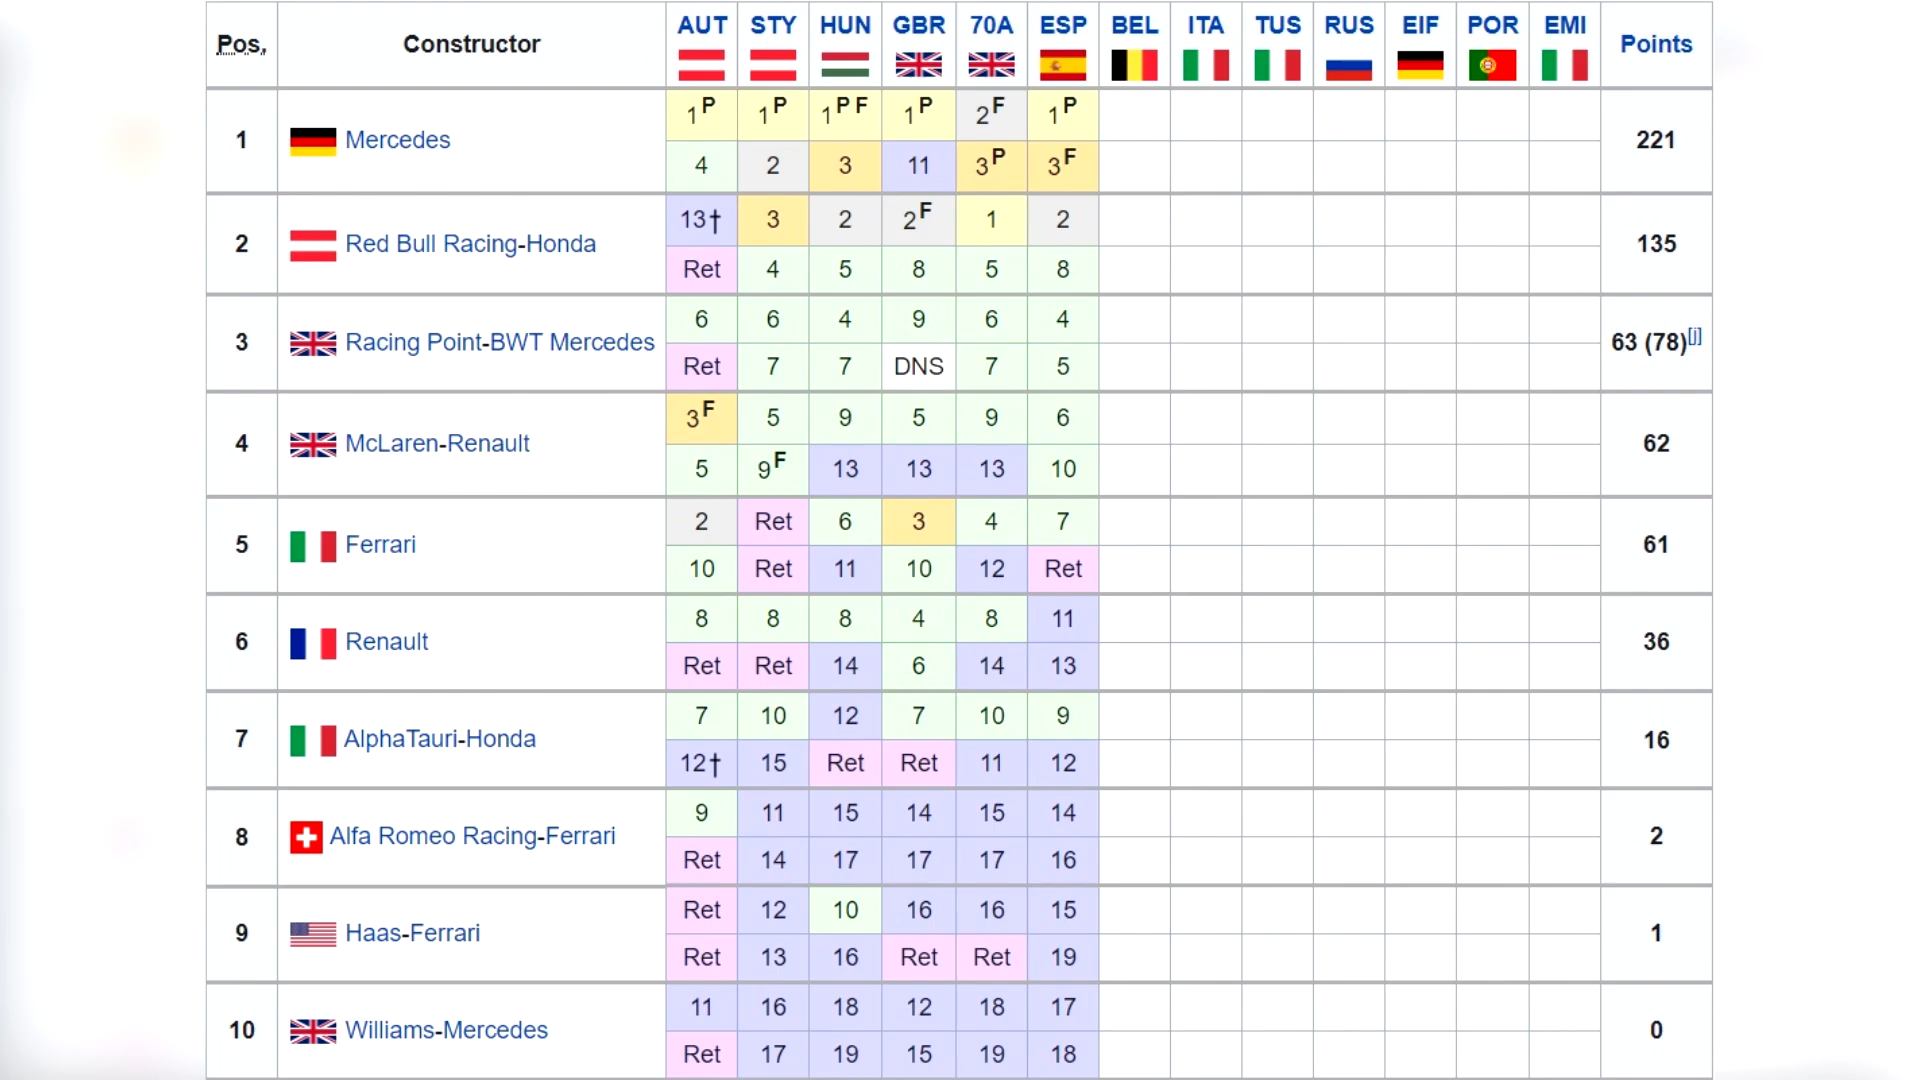 Pos. Constructor AUT STY HUN GBR 70A ESP BEL ITA TUS RUS EIF POR EMI Points
1 Mercedes 1P 1P 1P F 1P 2F 1P 221
4 2 3 11 3P 3F
2 Red Bull Racing-Honda 13† 3 2 2F 1 2 135
Ret 4 5 8 5 8
3 Racing Point-BWT Mercedes 6 6 4 9 6 4 63 (78)[j]
Ret 7 7 DNS 7 5
4 McLaren-Renault 3F 5 9 5 9 6 62
5 9F 13 13 13 10
5 Ferrari 2 Ret 6 3 4 7 61
10 Ret 11 10 12 Ret
6 Renault 8 8 8 4 8 11 36
Ret Ret 14 6 14 13
7 AlphaTauri-Honda 7 10 12 7 10 9 16
12† 15 Ret Ret 11 12
8 Alfa Romeo Racing-Ferrari 9 11 15 14 15 14 2
Ret 14 17 17 17 16
9 Haas-Ferrari Ret 12 10 16 16 15 1
Ret 13 16 Ret Ret 19
10 Williams-Mercedes 11 16 18 12 18 17 0
Ret 17 19 15 19 18